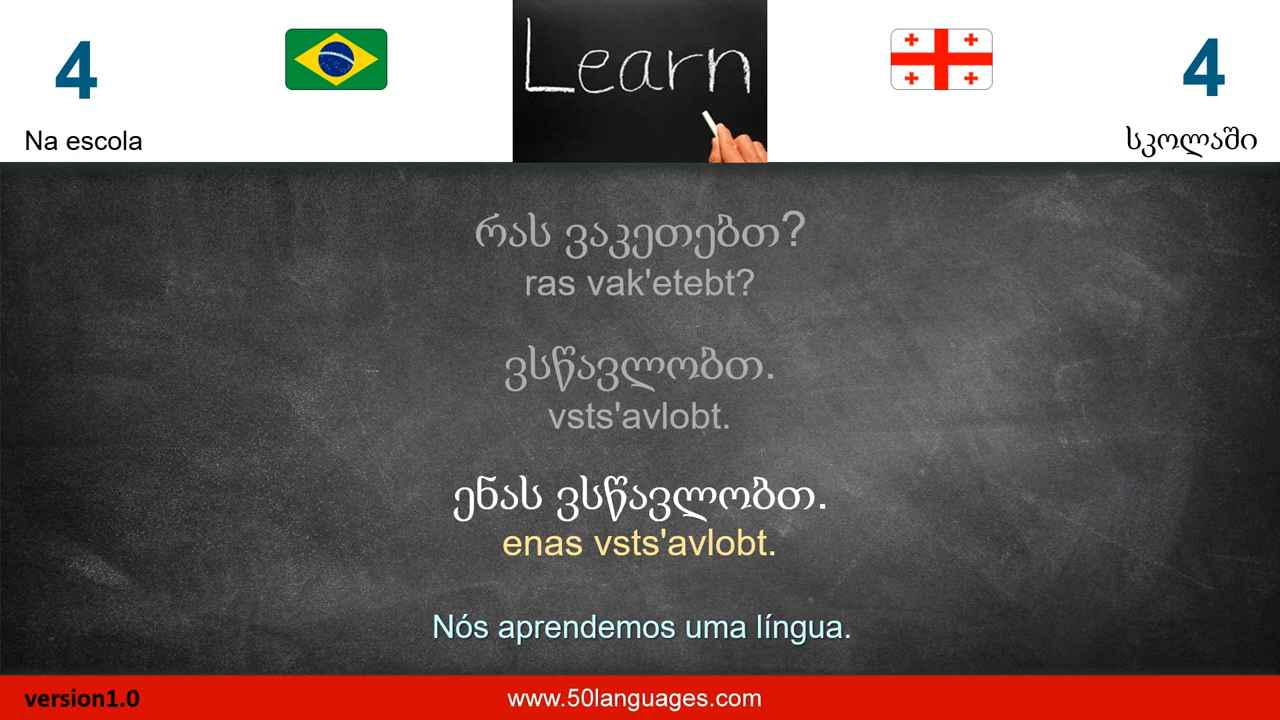 4
Learn
4
Na escola
სკოლაში
რას ვაკეთებთ?
ras vak'etebt?
ვსწავლობთ.
vsts'avlobt.
ენას ვსწავლობთ.
enas vsts'avlobt.
Nós aprendemos uma língua.
version1.0
www.50languages.com